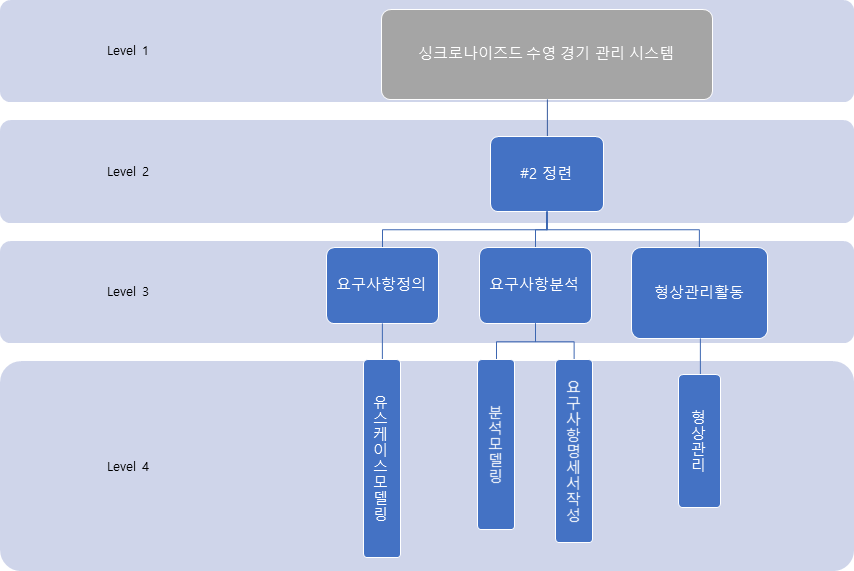 Level 1
싱크로나이즈드 수영 경기 관리 시스템
Level 2
#2 정련
Level 3
요구사항정의
요구사항분석
형상관리활동
Level 4
유스케이스모델링
분석모델링
요구사항명세서작성
형상관리